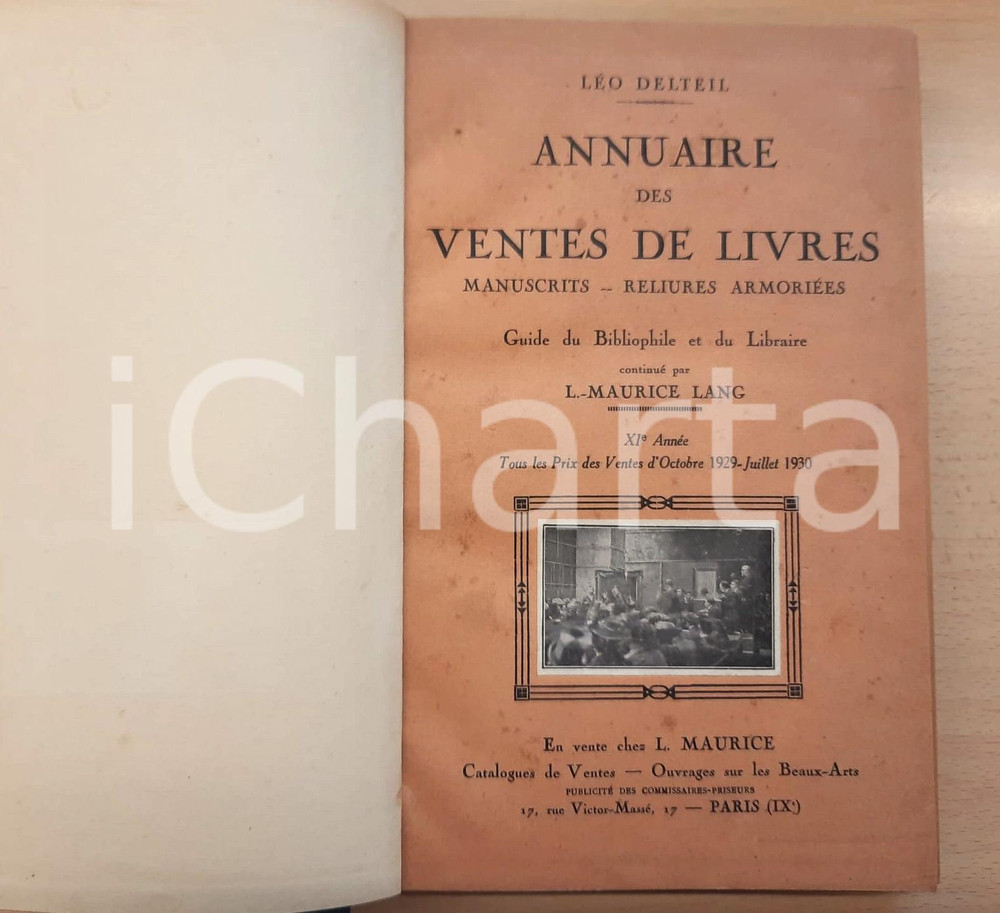 LÉO DELTEIL
ANNUAIRE
DES
VENTES DE LIVRES
MANUSCRITS -- RELIURES ARMORIÉES
Guide du Bibliophile et du Libraire
continué par
L.-MAURICE LANG
XIe Année
Tous les Prix des Ventes d'Octobre 1929-Juillet 1930
En vente chez L. MAURICE
Catalogues de Ventes — Ouvrages sur les Beaux-Arts
PUBLICITÉ DES COMMISSAIRES-PRISEURS
17, rue Victor-Massé, 17 — PARIS (IXe)
iCharta